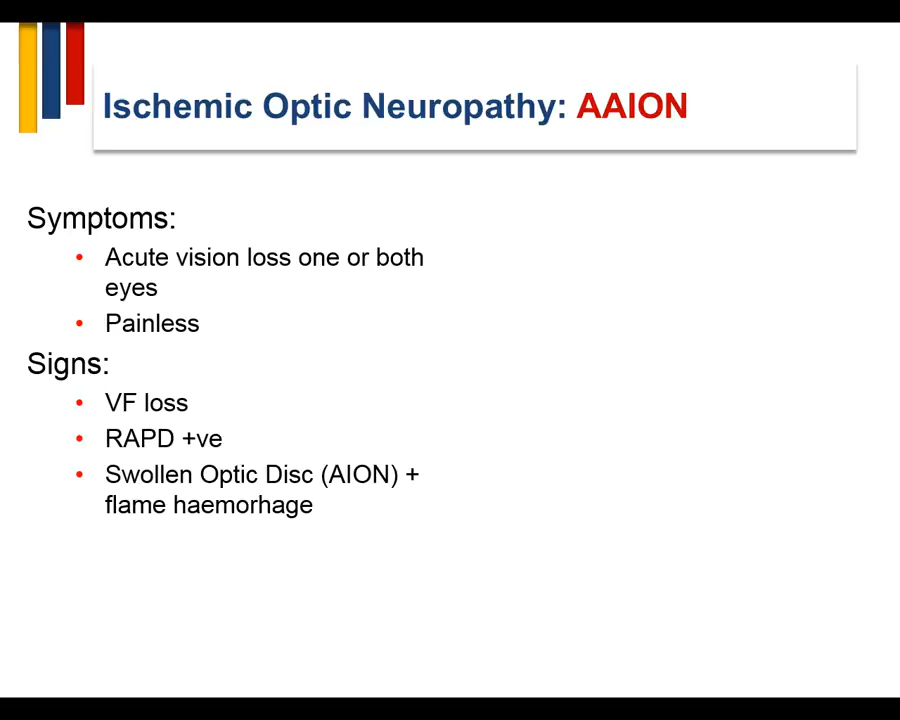 Ischemic Optic Neuropathy: AAION
Symptoms:
• Acute vision loss one or both
eyes
• Painless
Signs:
• VF loss
• RAPD +ve
• Swollen Optic Disc (AION) +
flame haemorhage